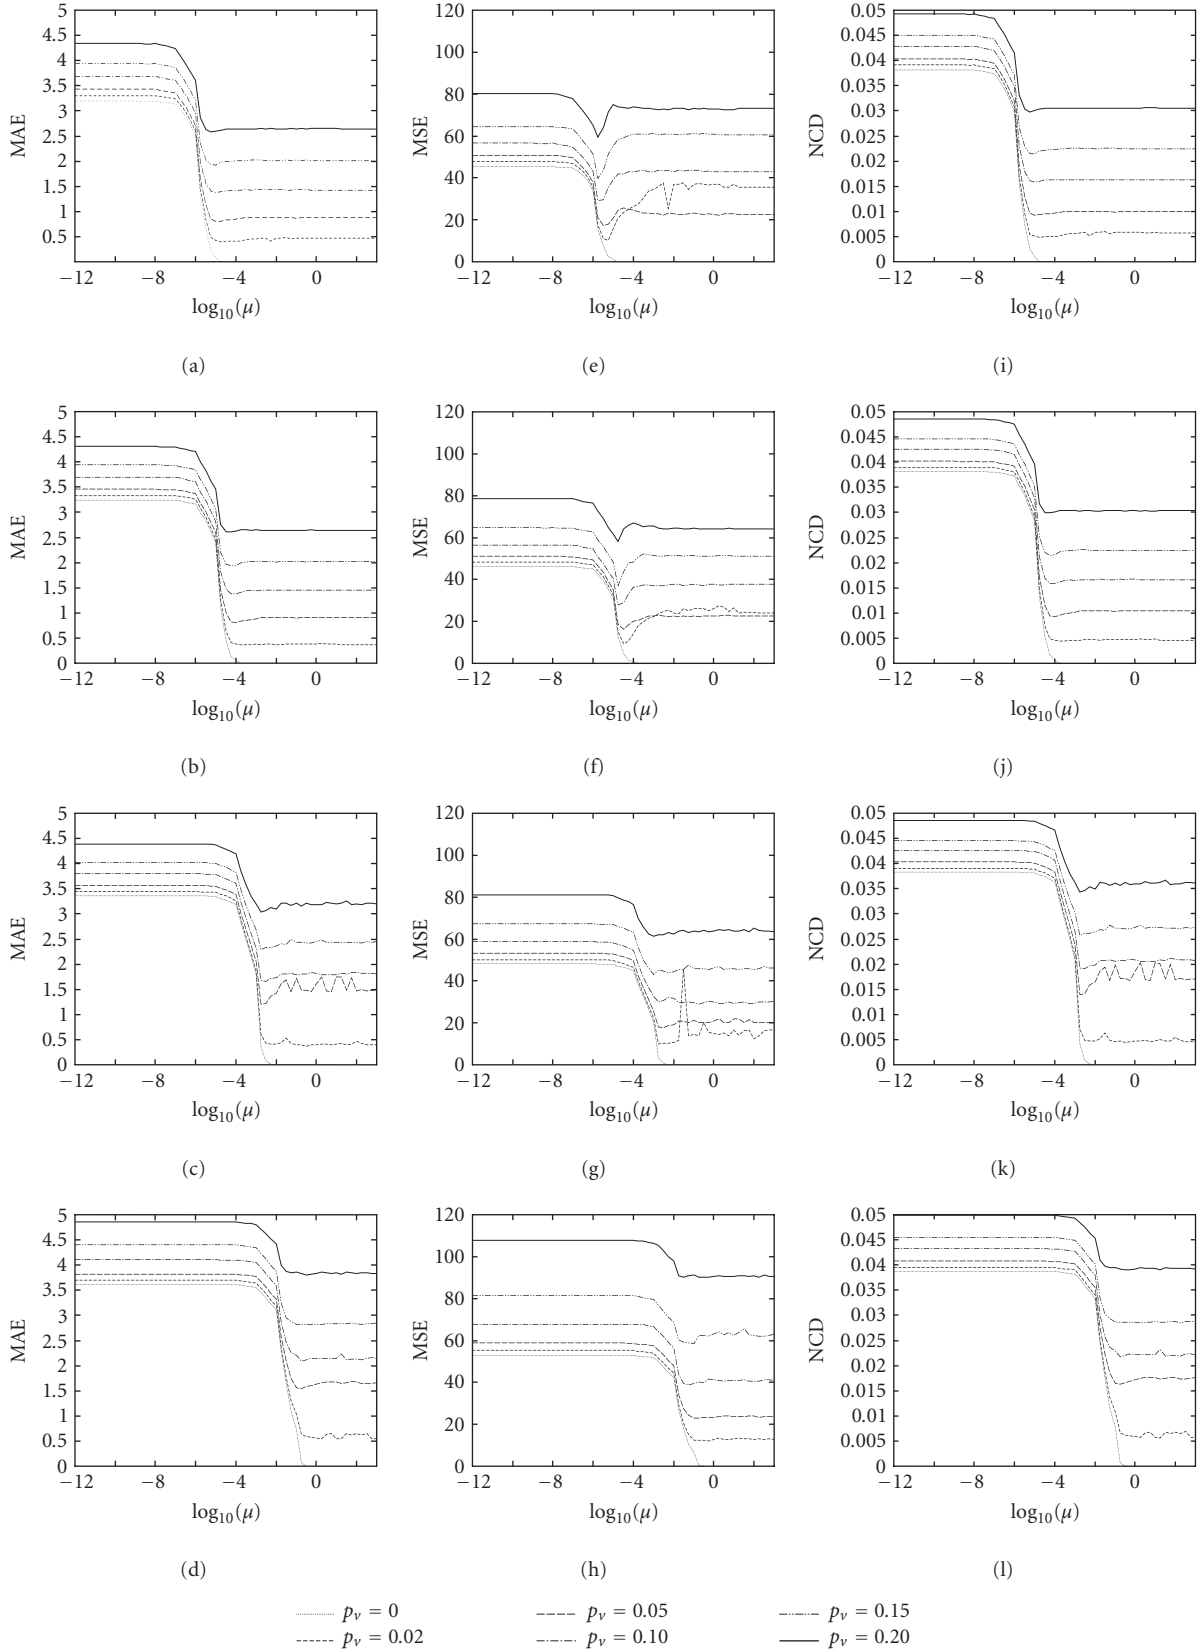 5
4.5
4
3.5
3
2.5
2
1.5
1
0.5
MAE
−12 −8 −4 0
log10(μ)
(a)
120
100
80
60
40
20
0
MSE
−12 −8 −4 0
log10(μ)
(e)
0.05
0.045
0.04
0.035
0.03
0.025
0.02
0.015
0.01
0.005
0
NCD
−12 −8 −4 0
log10(μ)
(i)
5
4.5
4
3.5
3
2.5
2
1.5
1
0.5
0
MAE
−12 −8 −4 0
log10(μ)
(b)
120
100
80
60
40
20
0
MSE
−12 −8 −4 0
log10(μ)
(f)
0.05
0.045
0.04
0.035
0.03
0.025
0.02
0.015
0.01
0.005
0
NCD
−12 −8 −4 0
log10(μ)
(j)
5
4.5
4
3.5
3
2.5
2
1.5
1
0.5
0
MAE
−12 −8 −4 0
log10(μ)
(c)
120
100
80
60
40
20
0
MSE
−12 −8 −4 0
log10(μ)
(g)
0.05
0.045
0.04
0.035
0.03
0.025
0.02
0.015
0.01
0.005
0
NCD
−12 −8 −4 0
log10(μ)
(k)
5
4.5
4
3.5
3
2.5
2
1.5
1
0.5
0
MAE
−12 −8 −4 0
log10(μ)
(d)
120
100
80
60
40
20
0
MSE
−12 −8 −4 0
log10(μ)
(h)
0.05
0.045
0.04
0.035
0.03
0.025
0.02
0.015
0.01
0.005
0
NCD
−12 −8 −4 0
log10(μ)
(l)
pv = 0 pv = 0.05 pv = 0.15
pv = 0.02 pv = 0.10 pv = 0.20